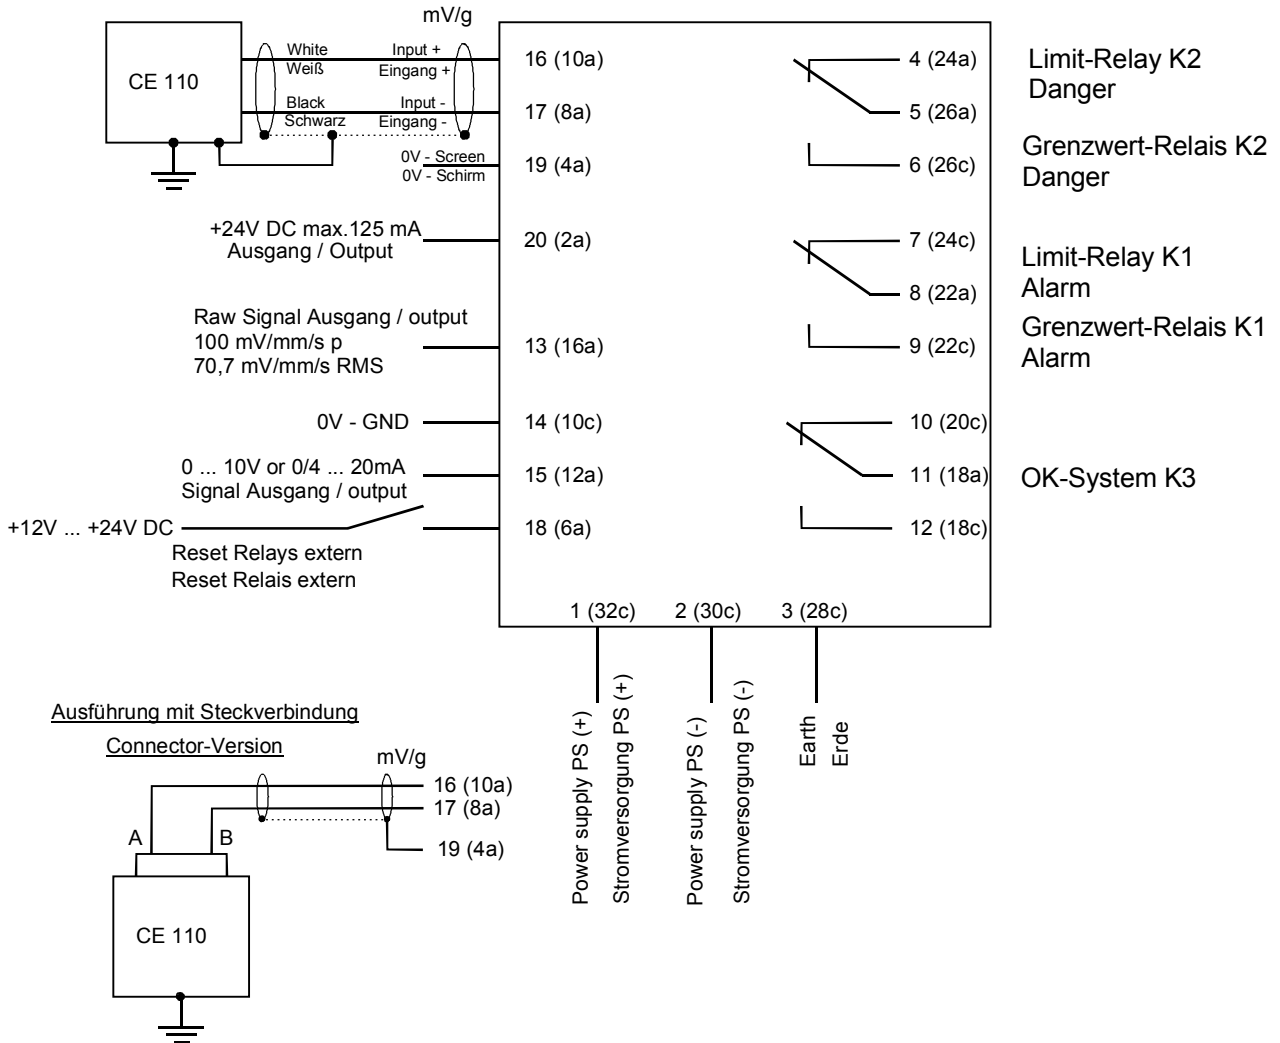 mV/g
CE 110
White
Weiß
Input +
Eingang +
Black
Schwarz
Input -
Eingang -
0V - Screen
0V - Schirm
16 (10a)
17 (8a)
19 (4a)
+24V DC max.125 mA
Ausgang / Output
20 (2a)
Raw Signal Ausgang / output
100 mV/mm/s p
70,7 mV/mm/s RMS
13 (16a)
0V - GND
14 (10c)
0 ... 10V or 0/4 ... 20mA
Signal Ausgang / output
15 (12a)
+12V ... +24V DC
18 (6a)
Reset Relays extern
Reset Relais extern
4 (24a)
5 (26a)
6 (26c)
Limit-Relay K2
Danger
Grenzwert-Relais K2
Danger
7 (24c)
8 (22a)
9 (22c)
Limit-Relay K1
Alarm
Grenzwert-Relais K1
Alarm
10 (20c)
11 (18a)
12 (18c)
OK-System K3
1 (32c)
2 (30c)
3 (28c)
Power supply PS (+)
Stromversorgung PS (+)
Power supply PS (-)
Stromversorgung PS (-)
Earth
Erde
Ausführung mit Steckverbindung
Connector-Version
mV/g
16 (10a)
17 (8a)
19 (4a)
A
B
CE 110